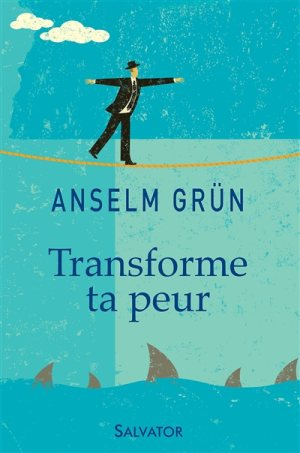 ANSELM GRÜN
Transforme
ta peur
SALVATOR